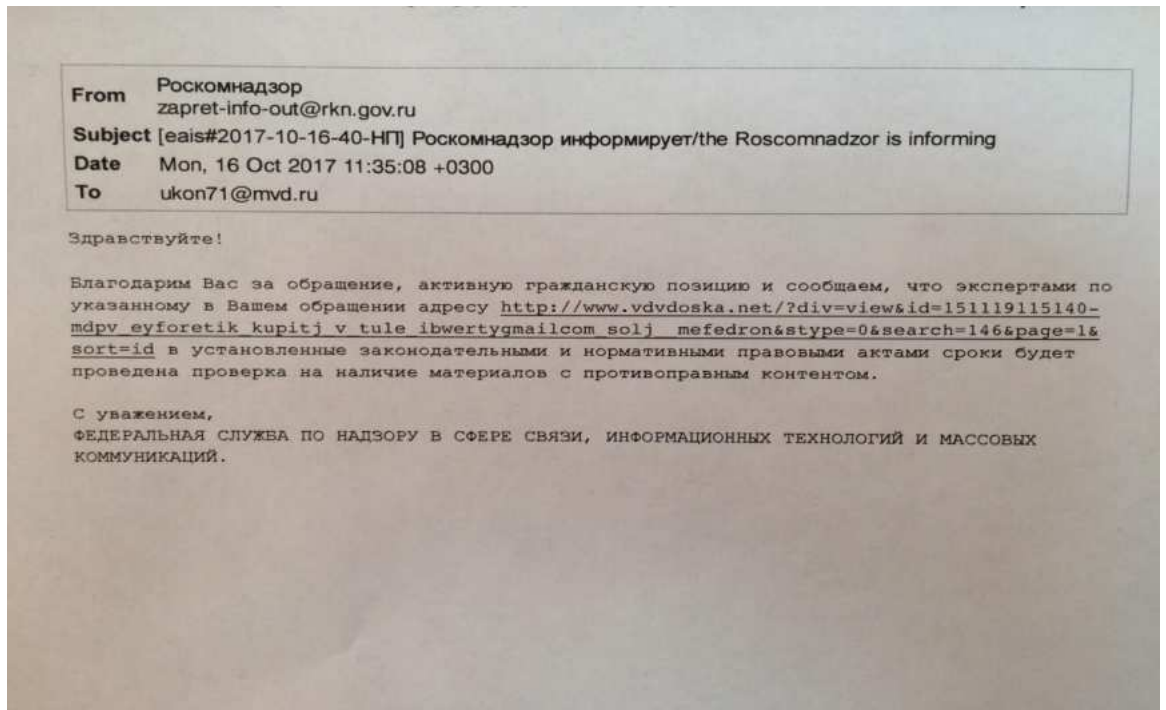 From Роскомнадзор
zapret-info-out@rkn.gov.ru
Subject [eais#2017-10-16-40-НП] Роскомнадзор информирует/the Roscomnadzor is informing
Date Mon, 16 Oct 2017 11:35:08 +0300
To ukon71@mvd.ru
Здравствуйте!
Благодарим Вас за обращение, активную гражданскую позицию и сообщаем, что экспертами по
указанному в Вашем обращении адресу http://www.vdvdoska.net/?div=view&id=151119115140-
mdpv_eyforetik_kupitj_v_tule_ibwertygmailcom_solj__mefedron&stype=0&search=146&page=1&
sort=id в установленные законодательными и нормативными правовыми актами сроки будет
проведена проверка на наличие материалов с противоправным контентом.
С уважением,
ФЕДЕРАЛЬНАЯ СЛУЖБА ПО НАДЗОРУ В СФЕРЕ СВЯЗИ, ИНФОРМАЦИОННЫХ ТЕХНОЛОГИЙ И МАССОВЫХ
КОММУНИКАЦИЙ.